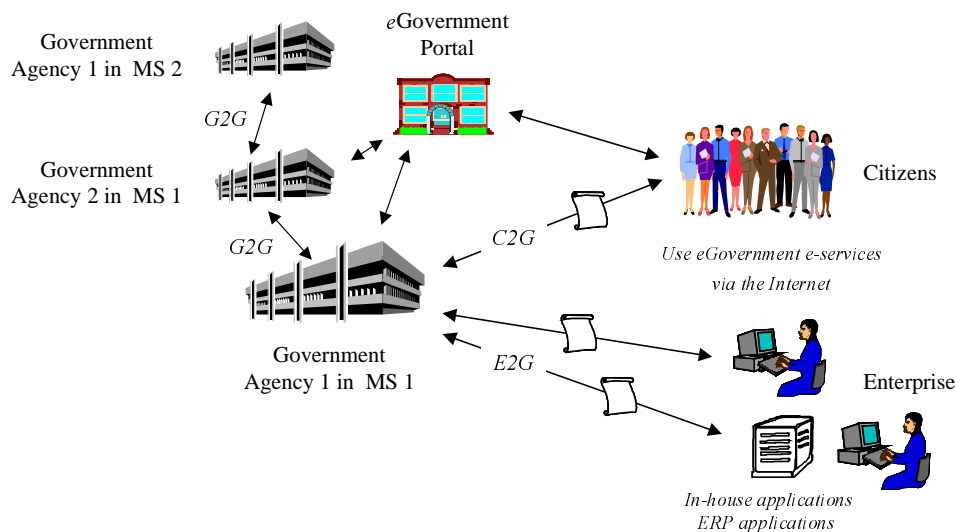 Government
Agency 1 in MS 2
eGovernment
Portal
G2G
Government
Agency 2 in MS 1
Citizens
C2G
G2G
Use eGovernment e-services
via the Internet
Government
Agency 1 in MS 1
E2G
Enterprise
In-house applications
ERP applications